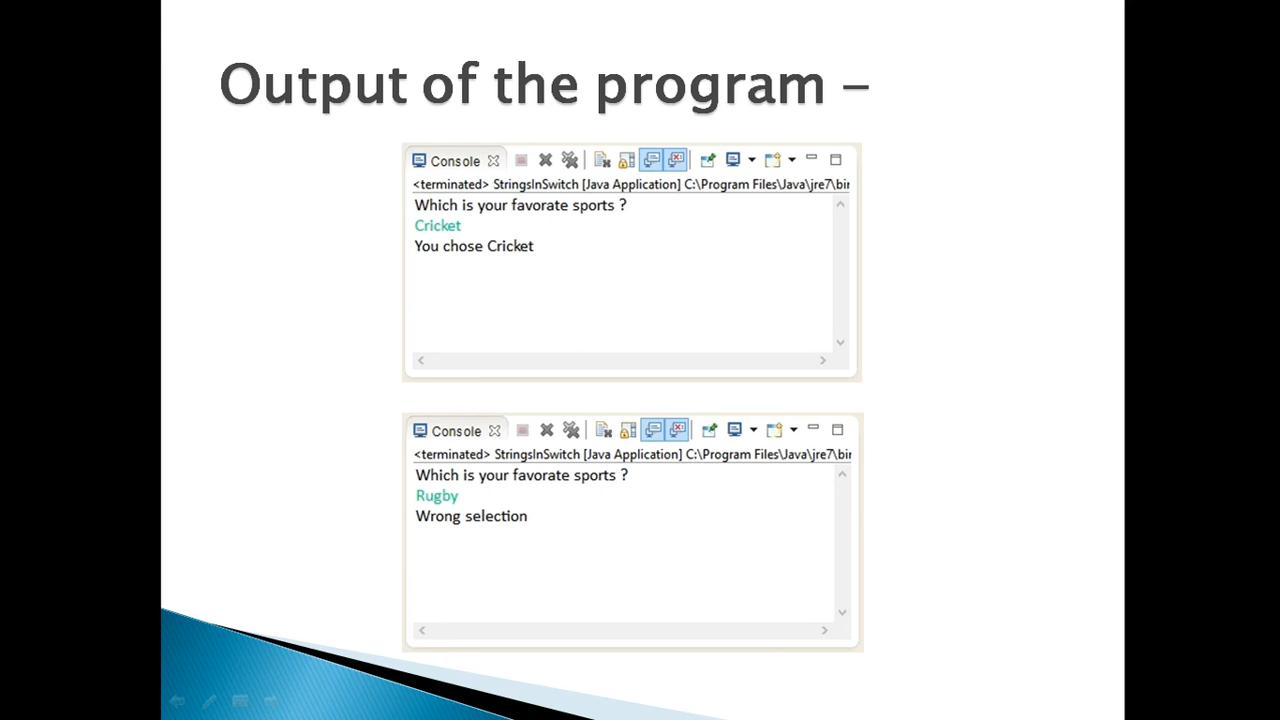 Output of the program –
Console
<terminated> StringsInSwitch [Java Application] C:\Program Files\Java\jre7\bin
Which is your favorate sports ?
Cricket
You chose Cricket
Console
<terminated> StringsInSwitch [Java Application] C:\Program Files\Java\jre7\bin
Which is your favorate sports ?
Rugby
Wrong selection